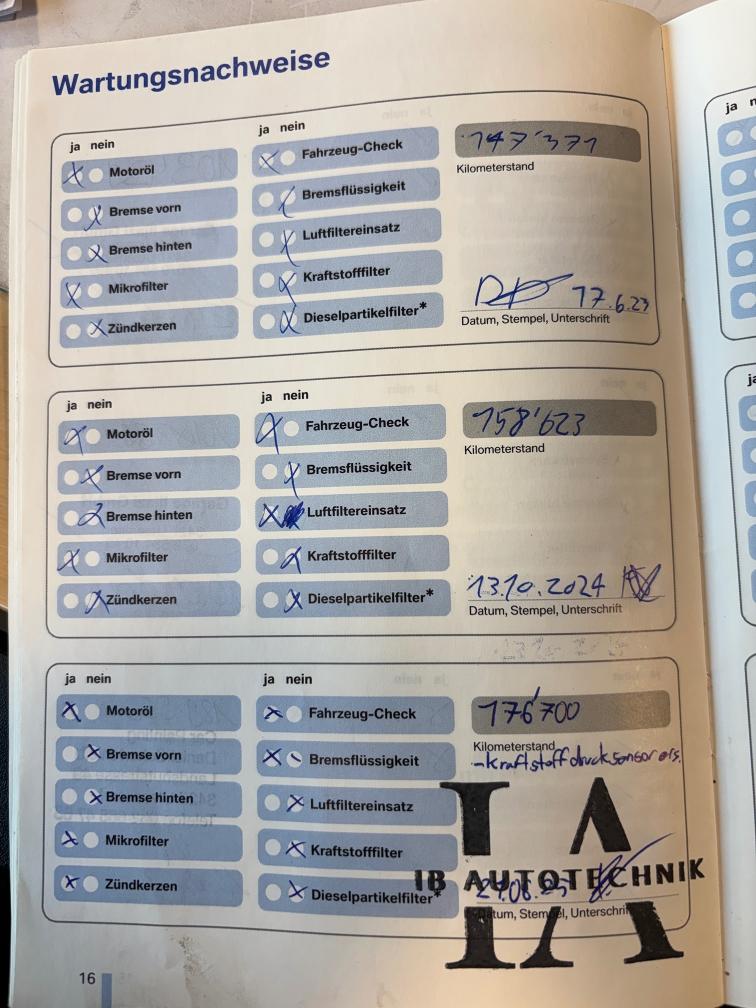 Wartungsnachweise
ja nein
ja nein
Motoröl
Bremse vorn
Bremse hinten
Mikrofilter
Zündkerzen
Fahrzeug-Check
Bremsflüssigkeit
Luftfiltereinsatz
Kraftstofffilter
Dieselpartikelfilter*
147'371
Kilometerstand
17.6.23
Datum, Stempel, Unterschrift
ja nein
ja nein
Motoröl
Bremse vorn
Bremse hinten
Mikrofilter
Zündkerzen
Fahrzeug-Check
Bremsflüssigkeit
Luftfiltereinsatz
Kraftstofffilter
Dieselpartikelfilter*
158'623
Kilometerstand
13.10.2024
Datum, Stempel, Unterschrift
ja nein
ja nein
Motoröl
Bremse vorn
Bremse hinten
Mikrofilter
Zündkerzen
Fahrzeug-Check
Bremsflüssigkeit
Luftfiltereinsatz
Kraftstofffilter
Dieselpartikelfilter*
176'700
Kilometerstand
-kraftstoffdrucksensor ers.
IB AUTOTECHNIK
Datum, Stempel, Unterschrift
16